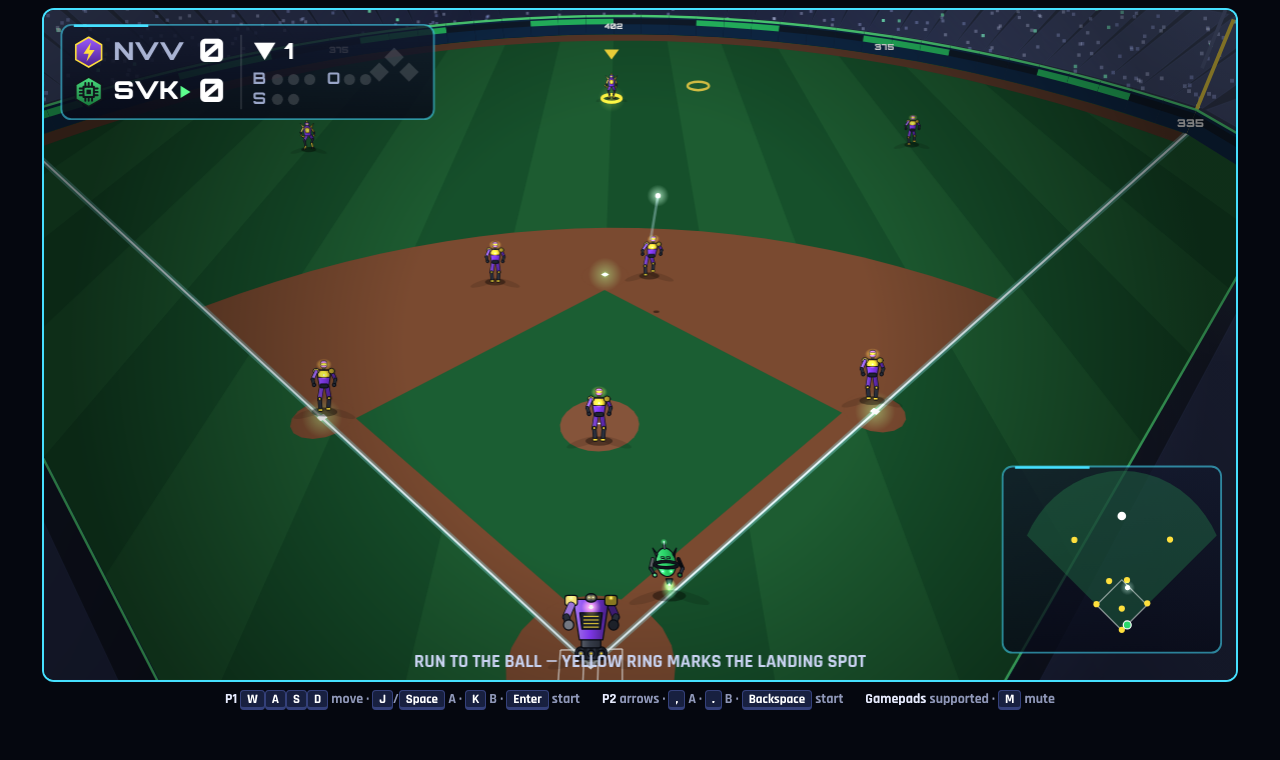 402
375
375
335
NVV 0
SVK 0
▼ 1
B O
S
RUN TO THE BALL — YELLOW RING MARKS THE LANDING SPOT
P1 W A S D move · J / Space A · K B · Enter start P2 arrows · , A · . B · Backspace start Gamepads supported · M mute